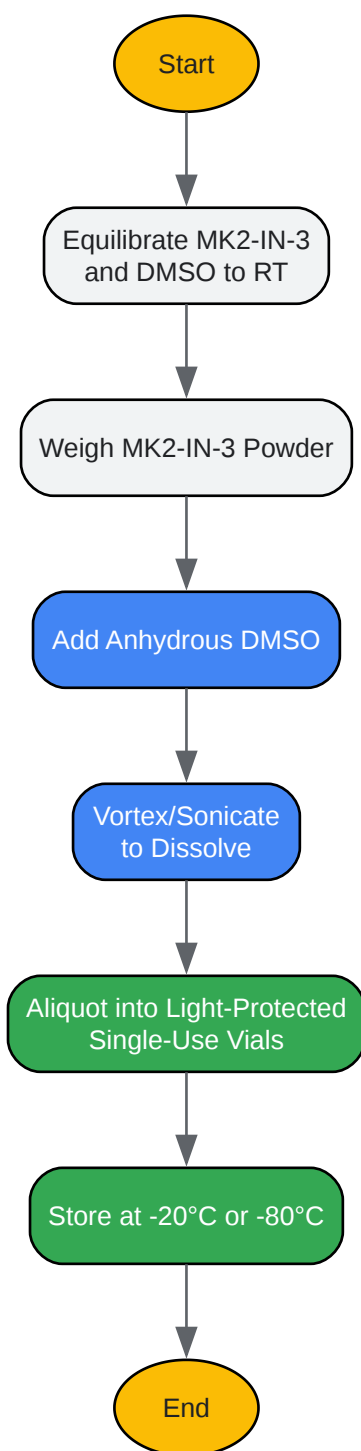 Start
Equilibrate MK2-IN-3
and DMSO to RT
Weigh MK2-IN-3 Powder
Add Anhydrous DMSO
Vortex/Sonicate
to Dissolve
Aliquot into Light-Protected
Single-Use Vials
Store at -20°C or -80°C
End